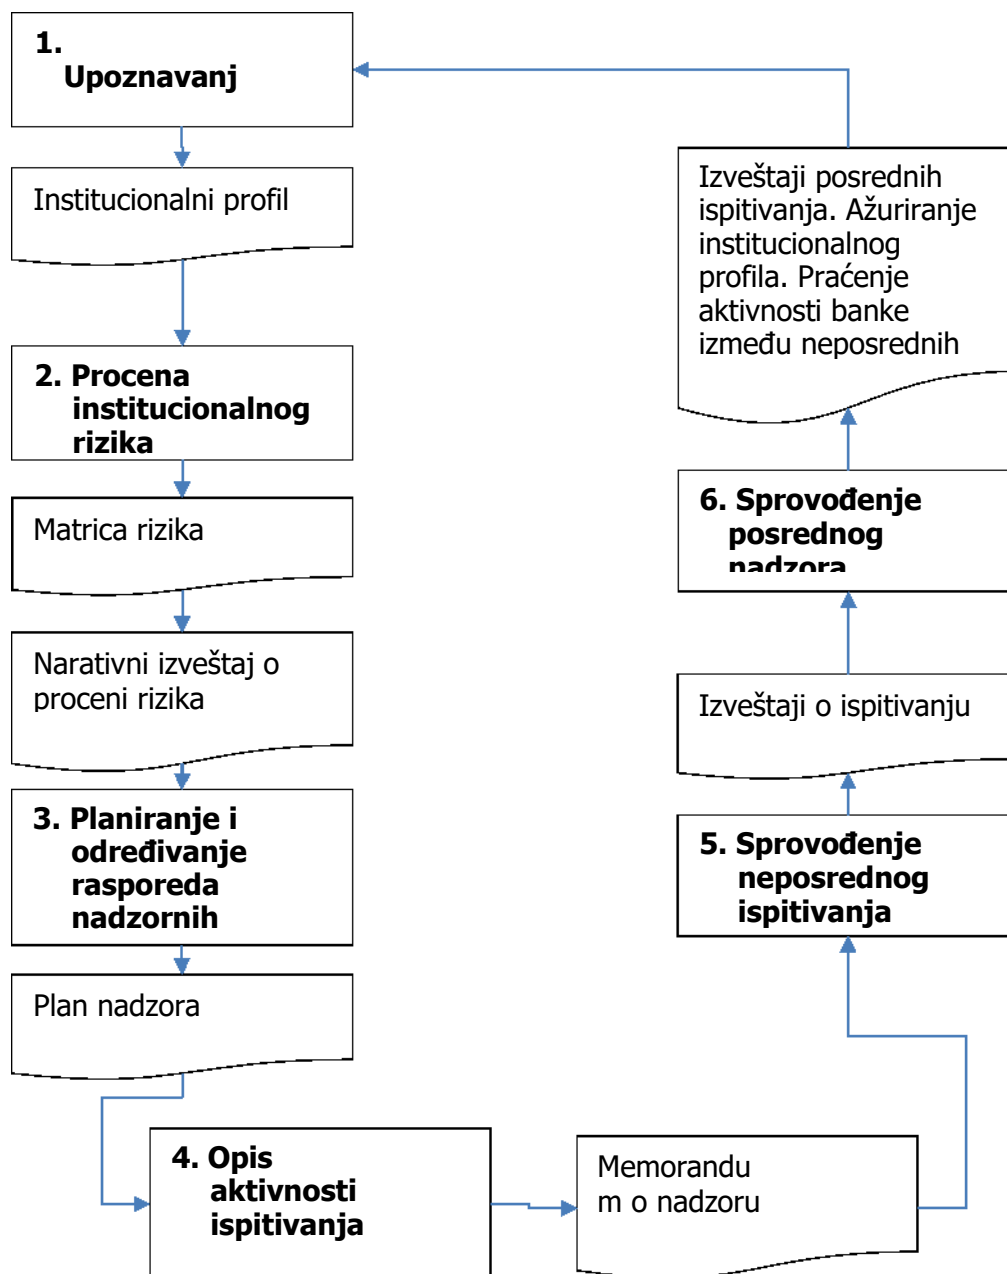 1.
Upoznavanj
Institucionalni profil
2. Procena
institucionalnog
rizika
Matrica rizika
Narativni izveštaj o
proceni rizika
3. Planiranje i
određivanje
rasporeda
nadzornih
Plan nadzora
4. Opis
aktivnosti
ispitivanja
Memorandu
m o nadzoru
5. Sprovođenje
neposrednog
ispitivanja
Izveštaji o ispitivanju
6. Sprovođenje
posrednog
nadzora
Izveštaji posrednih
ispitivanja. Ažuriranje
institucionalnog
profila. Praćenje
aktivnosti banke
između neposrednih